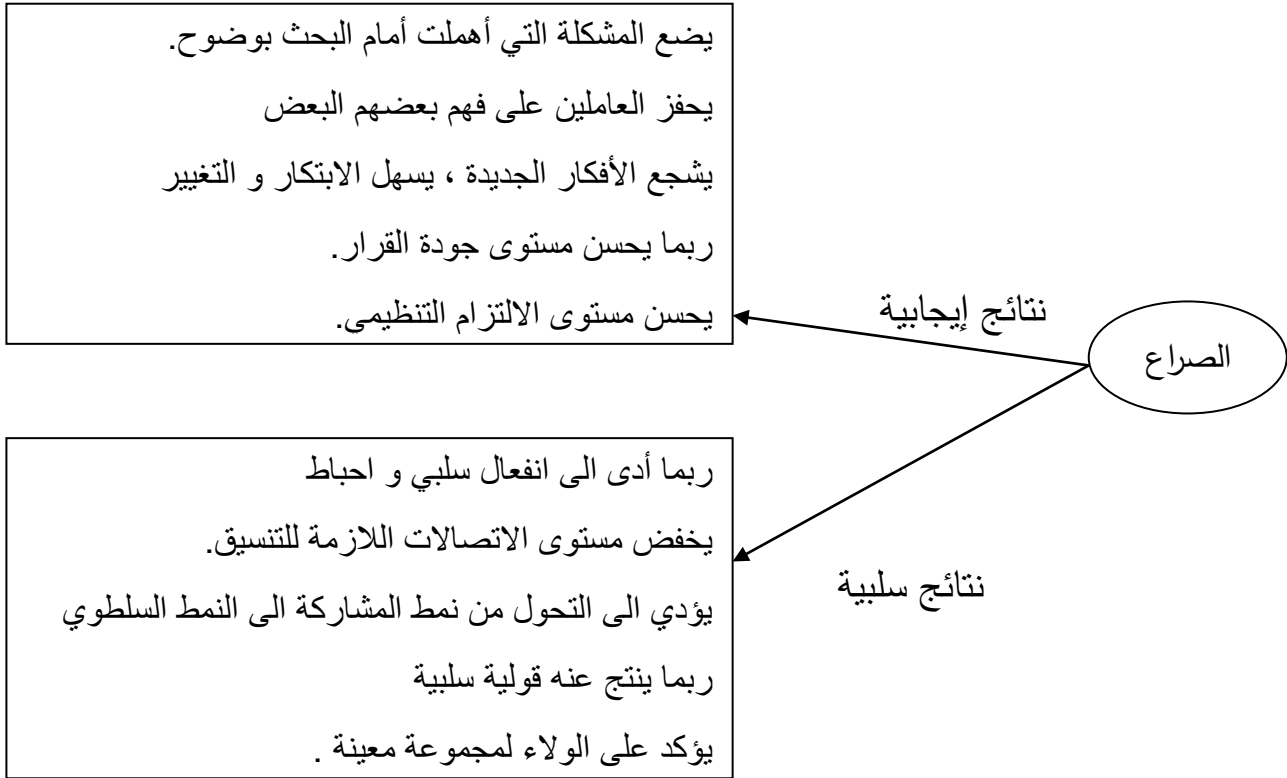 الصراع
نتائج إيجابية
يضع المشكلة التي أهملت أمام البحث بوضوح.
يحفز العاملين على فهم بعضهم البعض
يشجع الأفكار الجديدة ، يسهل الابتكار و التغيير
ربما يحسن مستوى جودة القرار.
يحسن مستوى الالتزام التنظيمي.
نتائج سلبية
ربما أدى الى انفعال سلبي و احباط
يخفض مستوى الاتصالات اللازمة للتنسيق.
يؤدي الى التحول من نمط المشاركة الى النمط السلطوي
ربما ينتج عنه قولية سلبية
يؤكد على الولاء لمجموعة معينة .